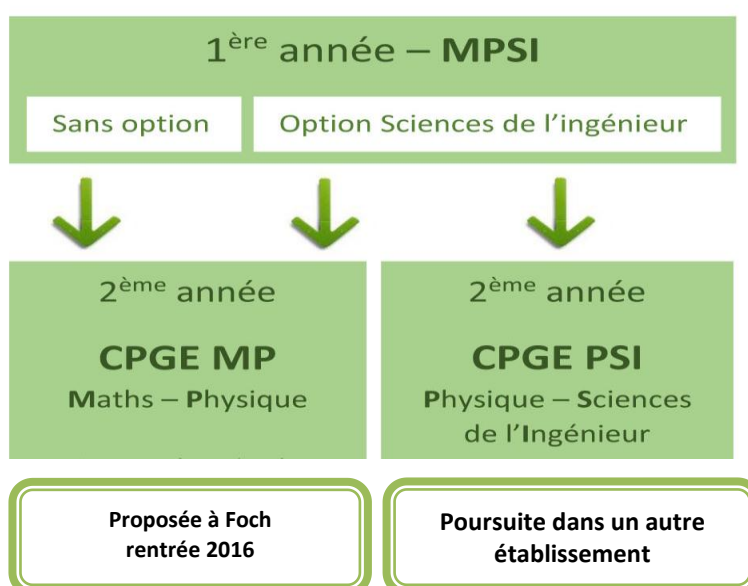 1ère année – MPSI
Sans option
Option Sciences de l'ingénieur
2ème année
CPGE MP
Maths – Physique
2ème année
CPGE PSI
Physique – Sciences
de l'Ingénieur
Proposée à Foch
rentrée 2016
Poursuite dans un autre
établissement